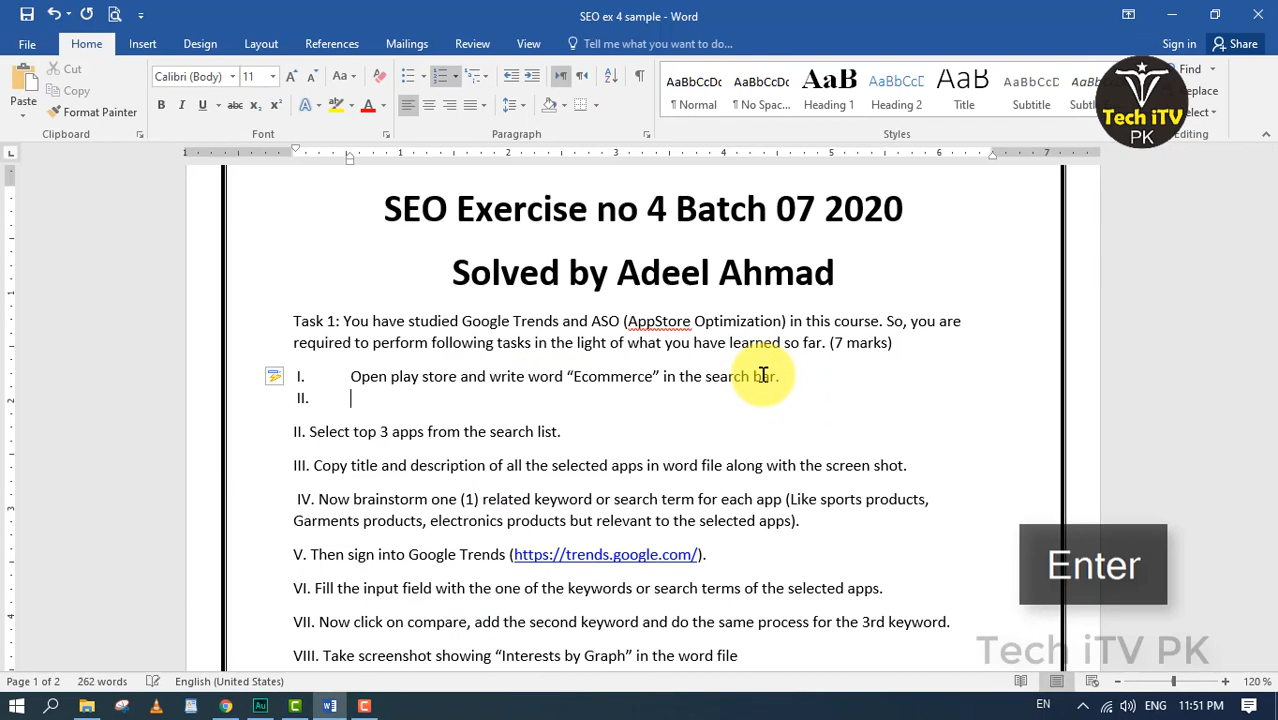 SEO ex 4 sample - Word
File Home Insert Design Layout References Mailings Review View Tell me what you want to do... Sign in Share
Paste Cut Copy Format Painter
Calibri (Body) 11
AaBbCcDc AaBbCcDc AaB AaBbCcD AaB AaBbCcD
¶ Normal ¶ No Spac... Heading Heading 2 Title Subtitle
Find
Clipboard Font Paragraph Styles Editing
Tech iTV
PK
1 1 2 3 4 5 6 7
SEO Exercise no 4 Batch 07 2020
Solved by Adeel Ahmad
Task 1: You have studied Google Trends and ASO (AppStore Optimization) in this course. So, you are
required to perform following tasks in the light of what you have learned so far. (7 marks)
I. Open play store and write word “Ecommerce” in the search bar.
II.
II. Select top 3 apps from the search list.
III. Copy title and description of all the selected apps in word file along with the screen shot.
IV. Now brainstorm one (1) related keyword or search term for each app (Like sports products,
Garments products, electronics products but relevant to the selected apps).
V. Then sign into Google Trends (https://trends.google.com/).
Enter
VI. Fill the input field with the one of the keywords or search terms of the selected apps.
VII. Now click on compare, add the second keyword and do the same process for the 3rd keyword.
VIII. Take screenshot showing “Interests by Graph” in the word file
Tech iTV PK
Page 1 of 2 262 words English (United States) 120 %
EN ENG 11:51 PM